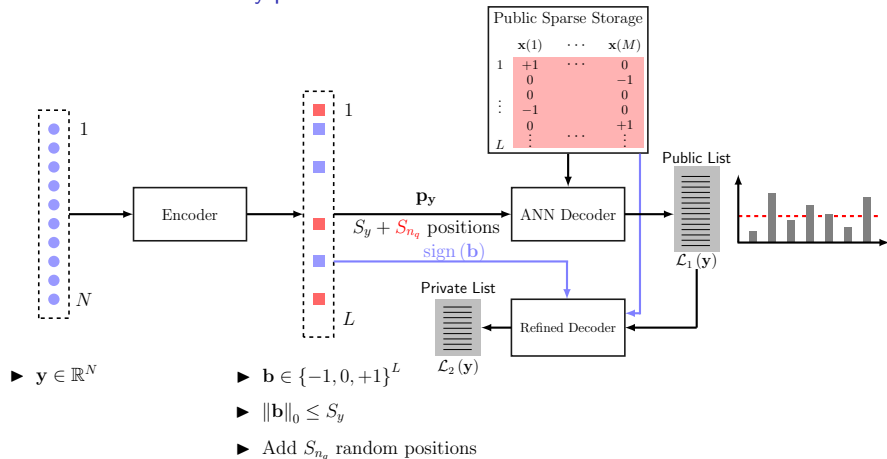 Public Sparse Storage
x(1) ··· x(M)
1 +1 ··· 0
0 −1
0 0
⋮ −1 0
0 +1
L ⋮ ··· ⋮
1
N
Encoder
1
L
p_y
S_y + S_{n_q} positions
sign (b)
ANN Decoder
Public List
L_1 (y)
Private List
L_2 (y)
Refined Decoder
► y ∈ ℝ^N
► b ∈ {−1, 0, +1}^L
► ‖b‖_0 ≤ S_y
► Add S_{n_q} random positions